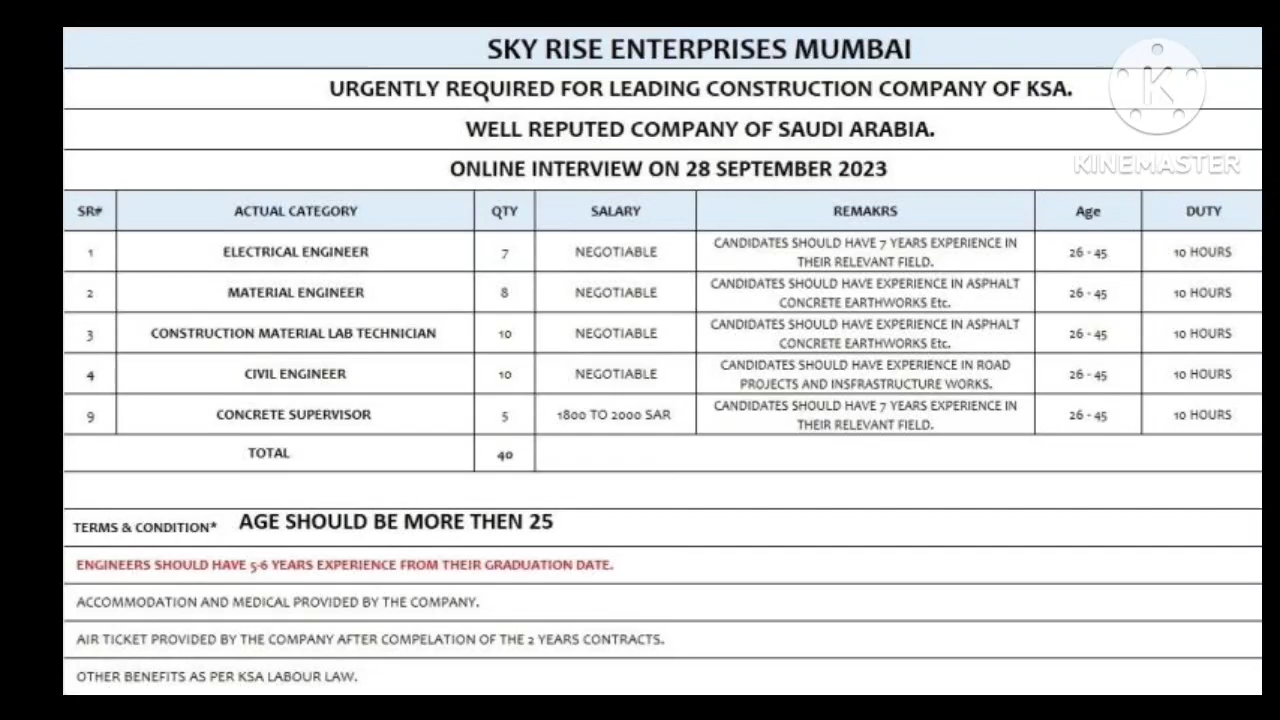 SKY RISE ENTERPRISES MUMBAI
URGENTLY REQUIRED FOR LEADING CONSTRUCTION COMPANY OF KSA.
WELL REPUTED COMPANY OF SAUDI ARABIA.
ONLINE INTERVIEW ON 28 SEPTEMBER 2023
K
KINEMASTER
SR# ACTUAL CATEGORY QTY SALARY REMAKRS Age DUTY
1 ELECTRICAL ENGINEER 7 NEGOTIABLE CANDIDATES SHOULD HAVE 7 YEARS EXPERIENCE IN THEIR RELEVANT FIELD. 26 - 45 10 HOURS
2 MATERIAL ENGINEER 8 NEGOTIABLE CANDIDATES SHOULD HAVE EXPERIENCE IN ASPHALT CONCRETE EARTHWORKS Etc. 26 - 45 10 HOURS
3 CONSTRUCTION MATERIAL LAB TECHNICIAN 10 NEGOTIABLE CANDIDATES SHOULD HAVE EXPERIENCE IN ASPHALT CONCRETE EARTHWORKS Etc. 26 - 45 10 HOURS
4 CIVIL ENGINEER 10 NEGOTIABLE CANDIDATES SHOULD HAVE EXPERIENCE IN ROAD PROJECTS AND INSFRASTRUCTURE WORKS. 26 - 45 10 HOURS
9 CONCRETE SUPERVISOR 5 1800 TO 2000 SAR CANDIDATES SHOULD HAVE 7 YEARS EXPERIENCE IN THEIR RELEVANT FIELD. 26 - 45 10 HOURS
TOTAL 40
TERMS & CONDITION* AGE SHOULD BE MORE THEN 25
ENGINEERS SHOULD HAVE 5-6 YEARS EXPERIENCE FROM THEIR GRADUATION DATE.
ACCOMMODATION AND MEDICAL PROVIDED BY THE COMPANY.
AIR TICKET PROVIDED BY THE COMPANY AFTER COMPELATION OF THE 2 YEARS CONTRACTS.
OTHER BENEFITS AS PER KSA LABOUR LAW.